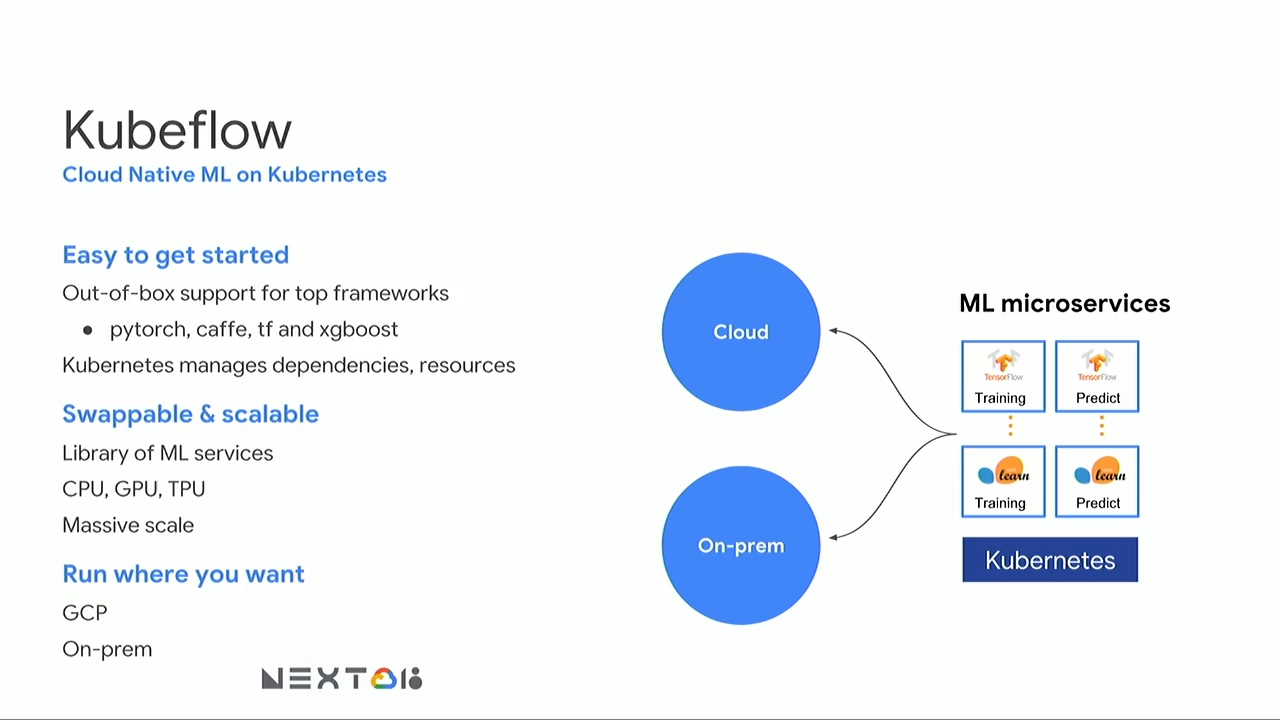 Kubeflow
Cloud Native ML on Kubernetes
Easy to get started
Out-of-box support for top frameworks
● pytorch, caffe, tf and xgboost
Kubernetes manages dependencies, resources
Swappable & scalable
Library of ML services
CPU, GPU, TPU
Massive scale
Run where you want
GCP
On-prem
Cloud
On-prem
ML microservices
TensorFlow
Training
TensorFlow
Predict
learn
Training
learn
Predict
Kubernetes
NEXT 18